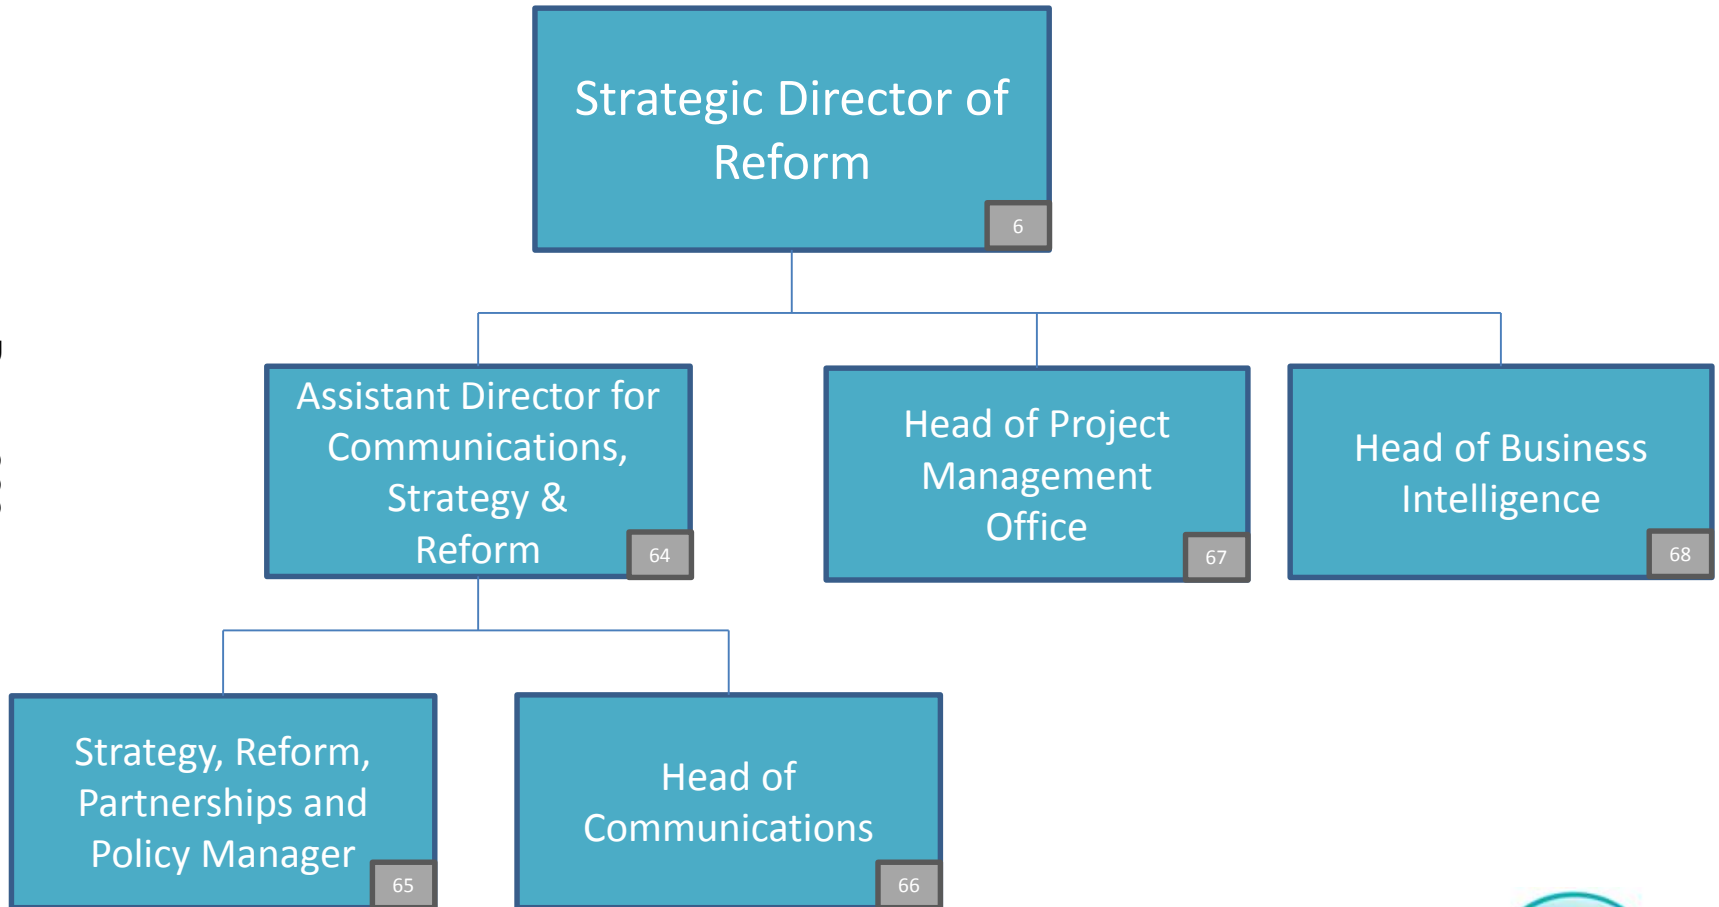 Strategic Director of
Reform
6
Assistant Director for
Communications,
Strategy &
Reform
64
Head of Project
Management
Office
67
Head of Business
Intelligence
68
Strategy, Reform,
Partnerships and
Policy Manager
65
Head of
Communications
66